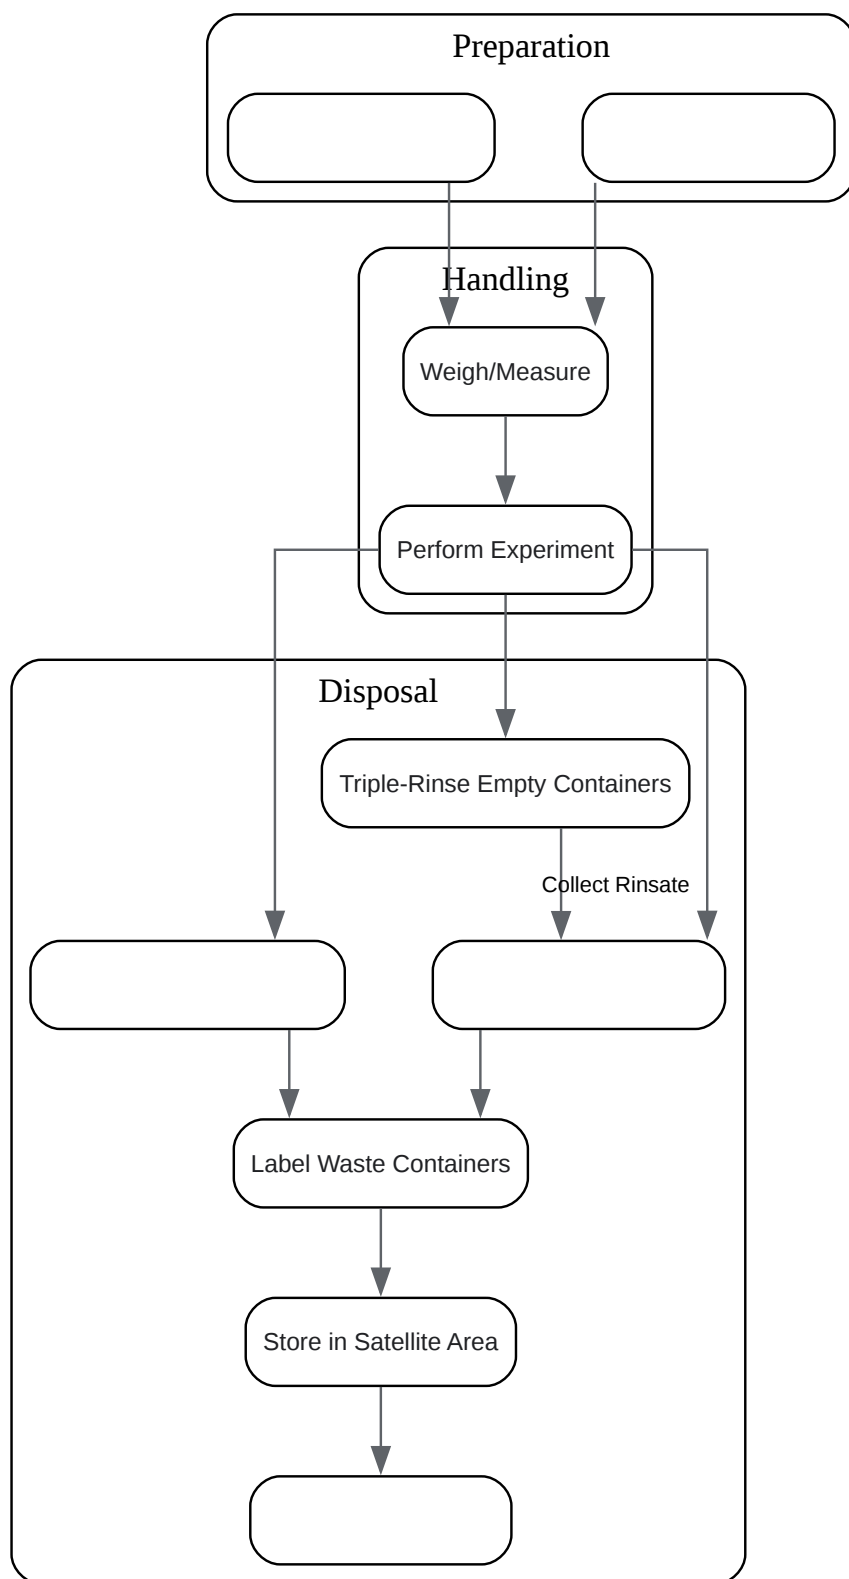 Preparation
Handling
Weigh/Measure
Perform Experiment
Disposal
Triple-Rinse Empty Containers
Collect Rinsate
Label Waste Containers
Store in Satellite Area